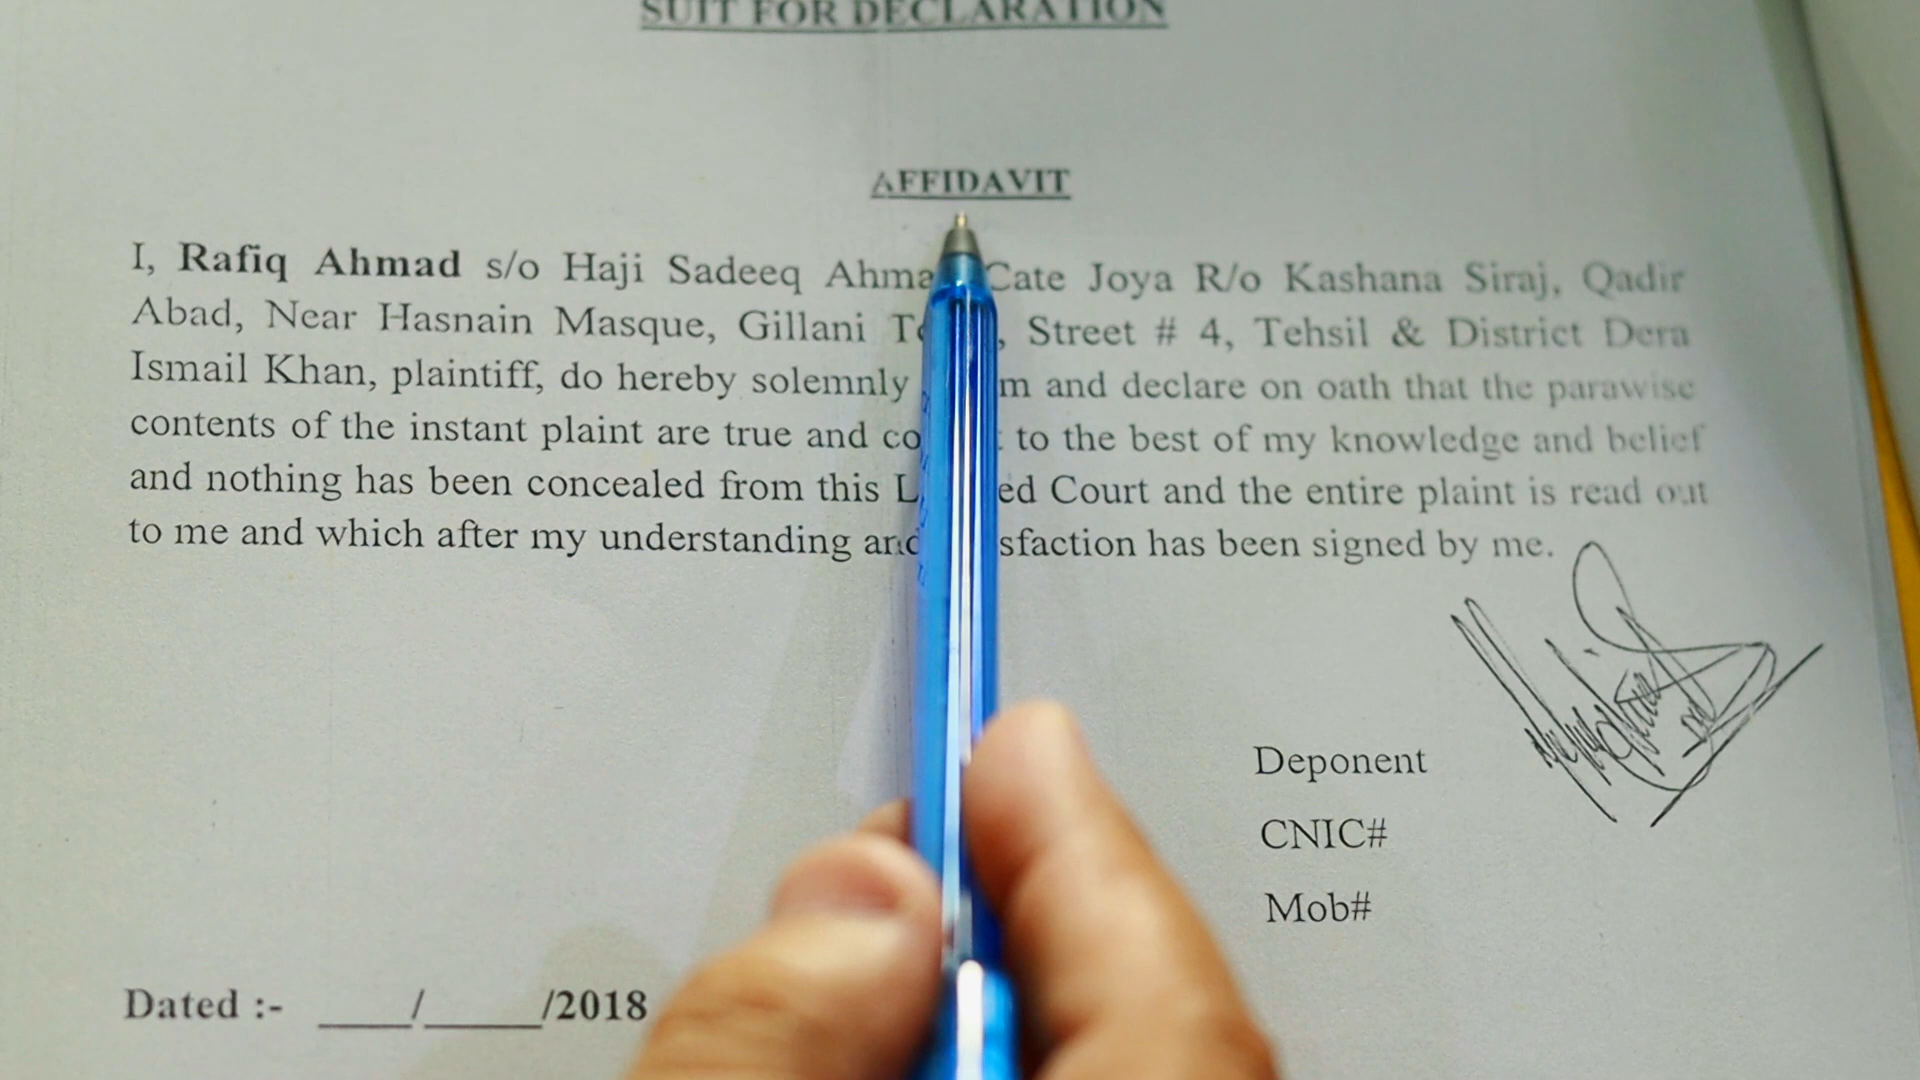 SUIT FOR DECLARATION
AFFIDAVIT
I, Rafiq Ahmad s/o Haji Sadeeq Cate Joya R/o Kashana Siraj, Qadir
Abad, Near Hasnain Masque, Gillani , Street # 4, Tehsil & District Dera
Ismail Khan, plaintiff, do hereby solemnly and declare on oath that the parawise
contents of the instant plaint are true and to the best of my knowledge and belief
and nothing has been concealed from this Court and the entire plaint is read out
to me and which after my understanding and has been signed by me.
Deponent
CNIC#
Mob#
Dated :- ____/_____/2018